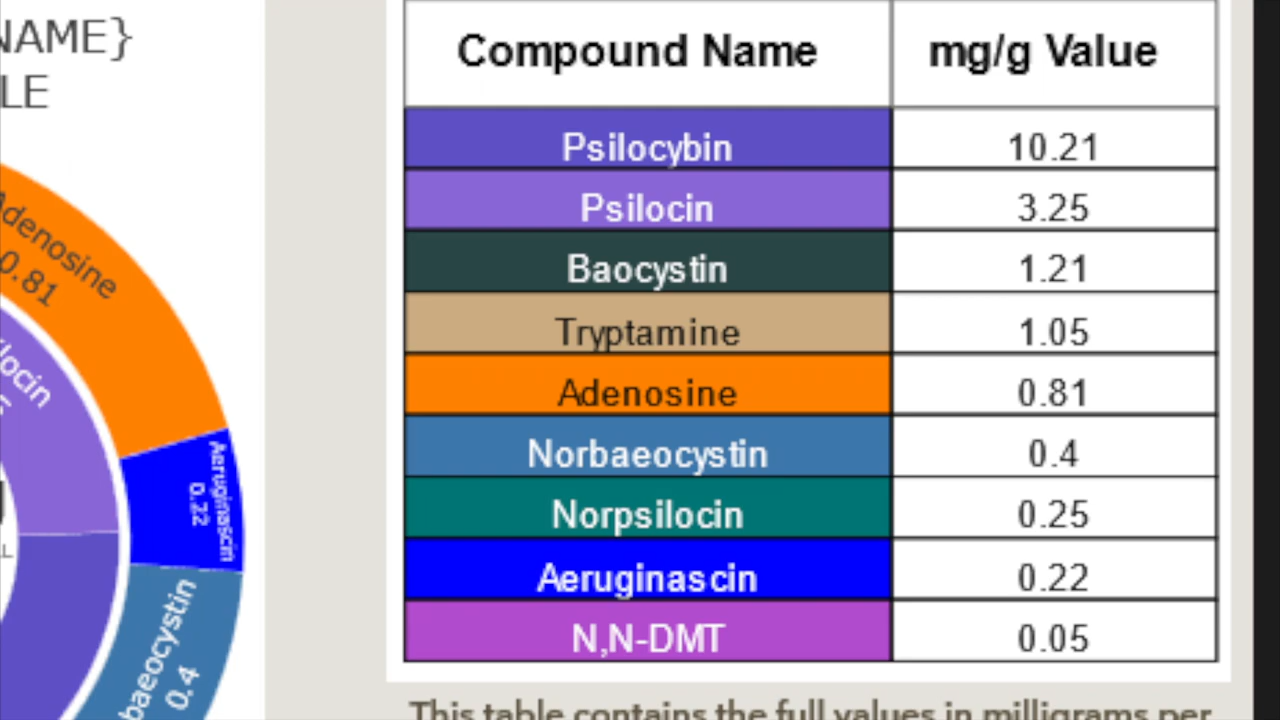 NAME}
LE
Adenosine
0.81
locin
Aeruginascin
0.22
baeocystin
0.4
Compound Name mg/g Value
Psilocybin 10.21
Psilocin 3.25
Baocystin 1.21
Tryptamine 1.05
Adenosine 0.81
Norbaeocystin 0.4
Norpsilocin 0.25
Aeruginascin 0.22
N,N-DMT 0.05
This table contains the full values in milligrams per